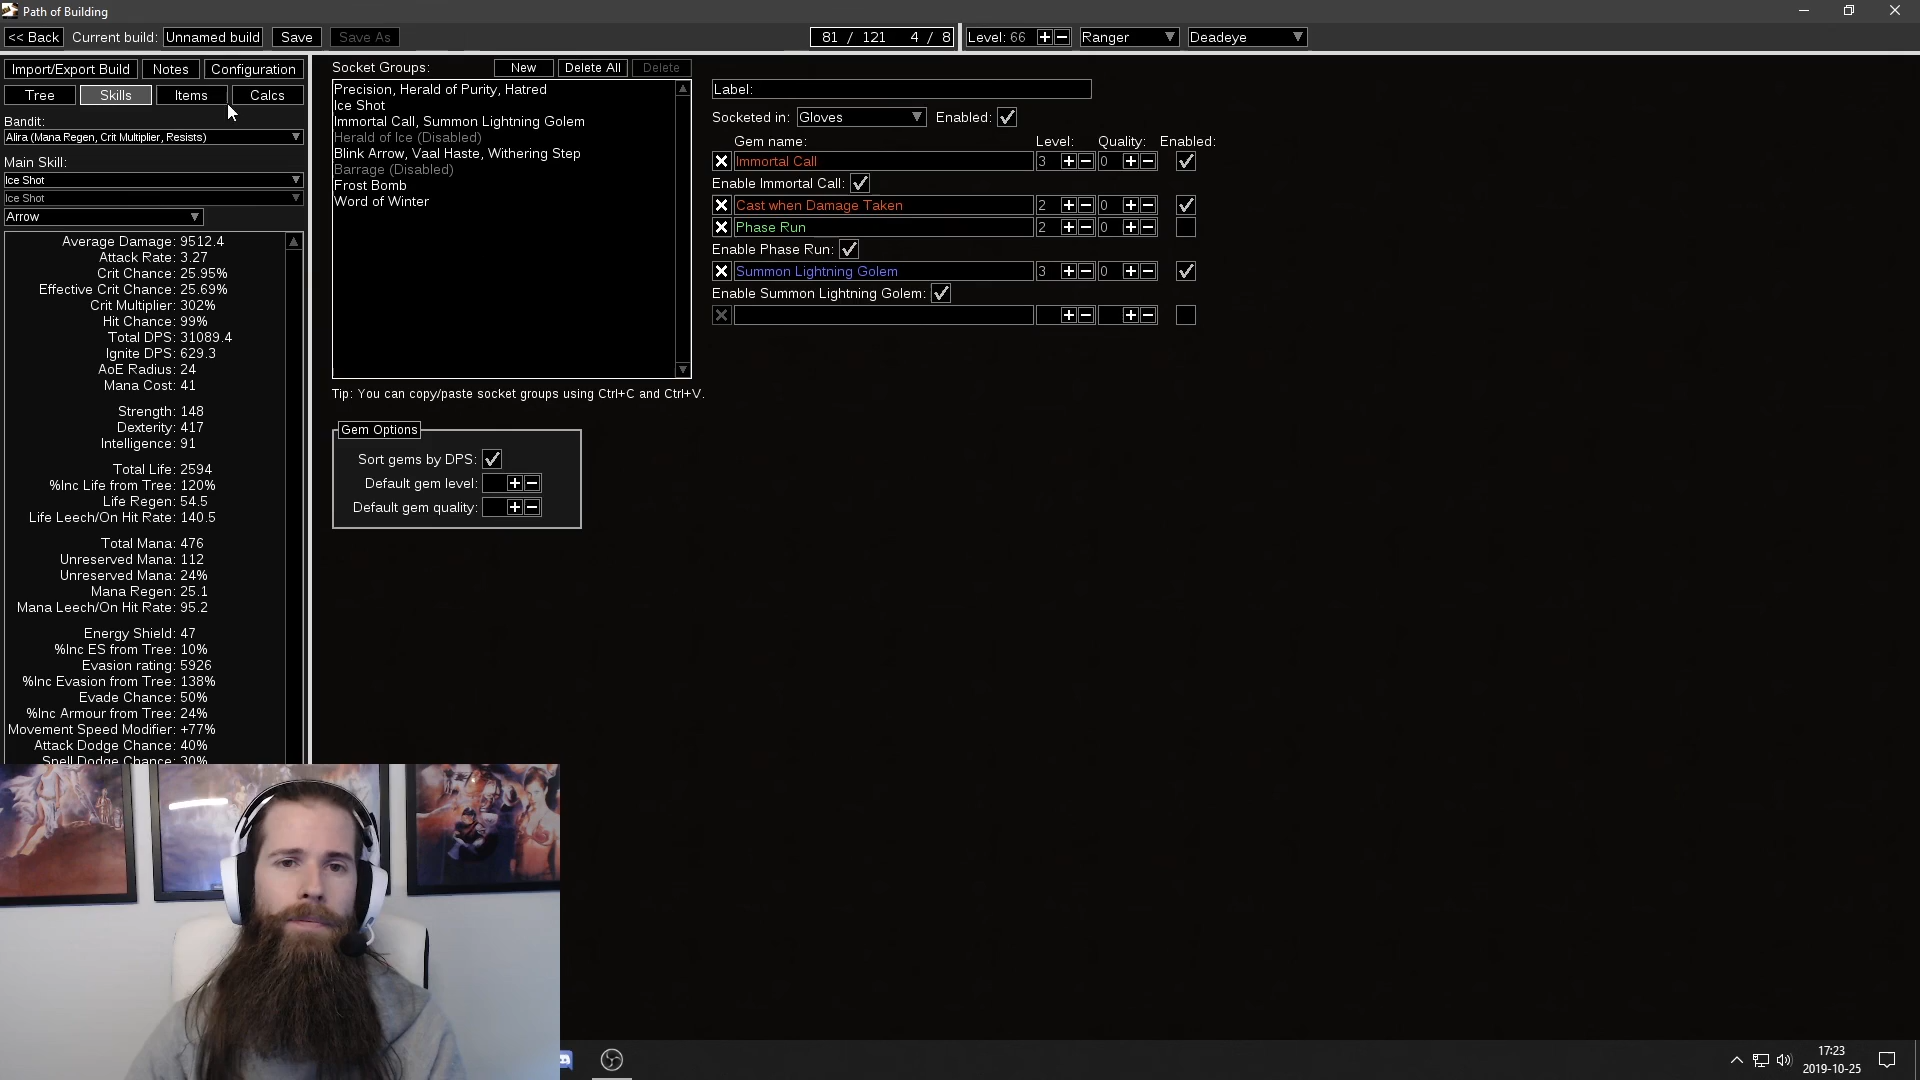 Path of Building
<< Back Current build: Unnamed build Save Save As 81 / 121 4 / 8 Level: 66 Ranger Deadeye
Import/Export Build Notes Configuration
Tree Skills Items Calcs
Bandit:
Alira (Mana Regen, Crit Multiplier, Resists)
Main Skill:
Ice Shot
Ice Shot
Arrow
Average Damage: 9512.4
Attack Rate: 3.27
Crit Chance: 25.95%
Effective Crit Chance: 25.69%
Crit Multiplier: 302%
Hit Chance: 99%
Total DPS: 31089.4
Ignite DPS: 629.3
AoE Radius: 24
Mana Cost: 41
Strength: 148
Dexterity: 417
Intelligence: 91
Total Life: 2594
%Inc Life from Tree: 120%
Life Regen: 54.5
Life Leech/On Hit Rate: 140.5
Total Mana: 476
Unreserved Mana: 112
Unreserved Mana: 24%
Mana Regen: 25.1
Mana Leech/On Hit Rate: 95.2
Energy Shield: 47
%Inc ES from Tree: 10%
Evasion rating: 5926
%Inc Evasion from Tree: 138%
Evade Chance: 50%
%Inc Armour from Tree: 24%
Movement Speed Modifier: +77%
Attack Dodge Chance: 40%
Spell Dodge Chance: 30%
Socket Groups: New Delete All Delete
Precision, Herald of Purity, Hatred
Ice Shot
Immortal Call, Summon Lightning Golem
Herald of Ice (Disabled)
Blink Arrow, Vaal Haste, Withering Step
Barrage (Disabled)
Frost Bomb
Word of Winter
Tip: You can copy/paste socket groups using Ctrl+C and Ctrl+V.
Gem Options
Sort gems by DPS:
Default gem level:
Default gem quality:
Label:
Socketed in: Gloves Enabled:
Gem name: Level: Quality: Enabled:
Immortal Call 3 0
Enable Immortal Call:
Cast when Damage Taken 2 0
Phase Run 2 0
Enable Phase Run:
Summon Lightning Golem 3 0
Enable Summon Lightning Golem:
17:23
2019-10-25